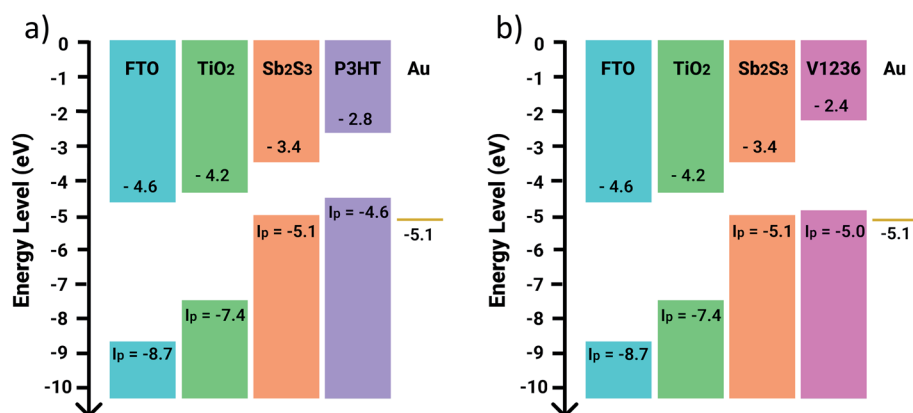 a)
Energy Level (eV)
0
-1
-2
-3
-4
-5
-6
-7
-8
-9
-10
FTO
TiO2
Sb2S3
P3HT
Au
- 4.6
- 4.2
- 3.4
- 2.8
Ip = -8.7
Ip = -7.4
Ip = -5.1
Ip = -4.6
-5.1
b)
Energy Level (eV)
0
-1
-2
-3
-4
-5
-6
-7
-8
-9
-10
FTO
TiO2
Sb2S3
V1236
Au
- 4.6
- 4.2
- 3.4
- 2.4
Ip = -8.7
Ip = -7.4
Ip = -5.1
Ip = -5.0
-5.1